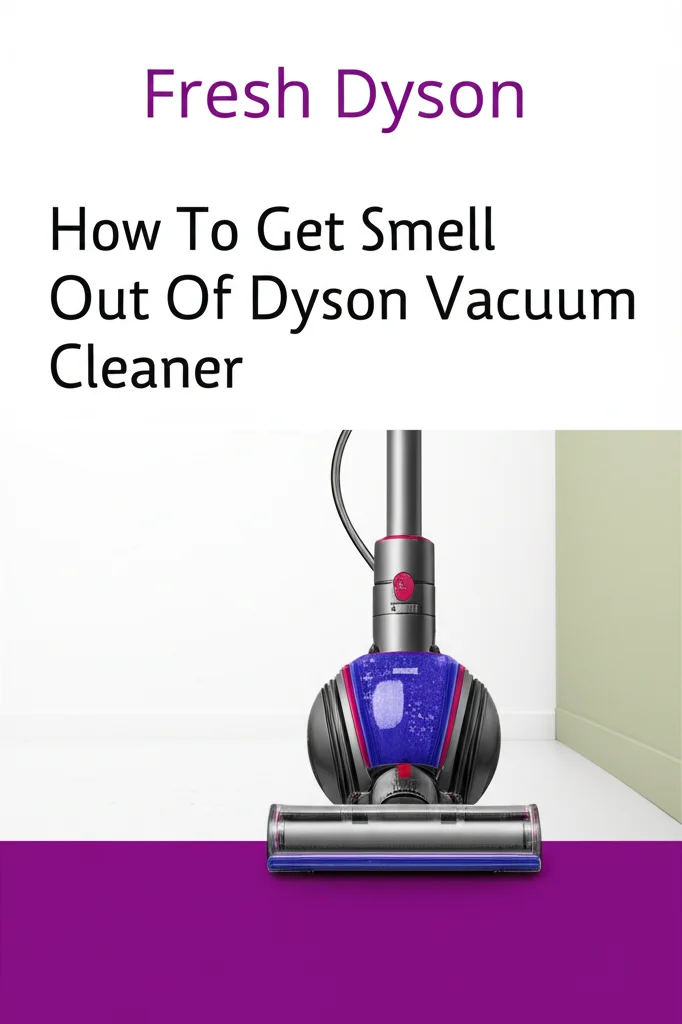 Fresh Dyson
How To Get Smell
Out Of Dyson Vacuum
Cleaner